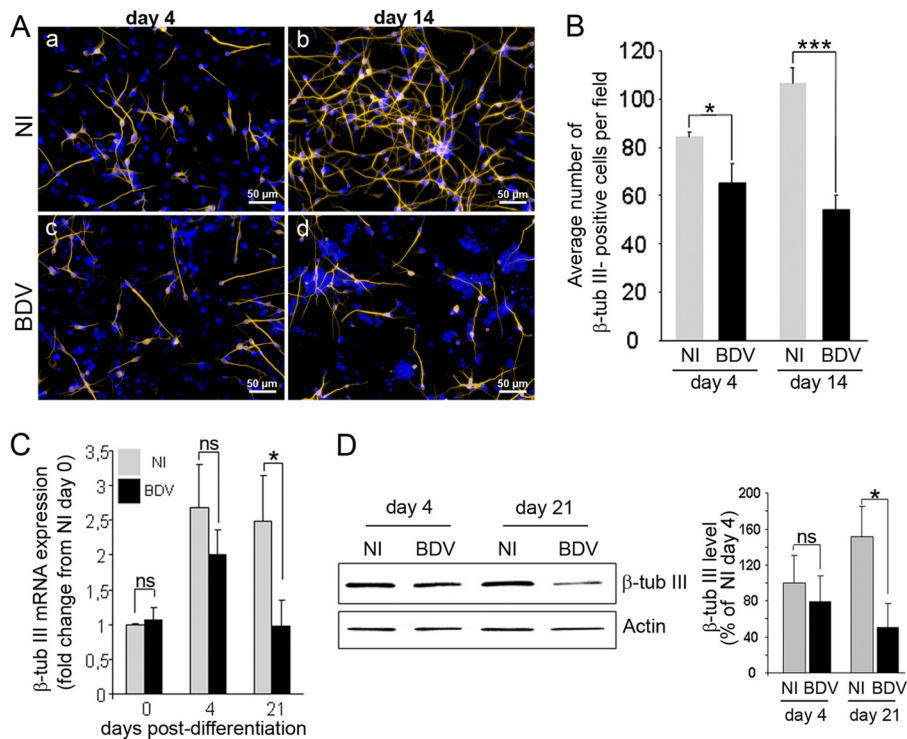 A
day 4
day 14
NI
BDV
a
50 µm
b
50 µm
c
50 µm
d
50 µm
B
Average number of
β-tub III- positive cells per field
120
100
80
60
40
20
0
*
***
NI BDV NI BDV
day 4 day 14
C
β-tub III mRNA expression
(fold change from NI day 0)
3,5
3
2,5
2
1,5
1
0,5
0
NI
BDV
ns
ns
*
0 4 21
days post-differentiation
D
day 4 day 21
NI BDV NI BDV
β-tub III
Actin
β-tub III level
(% of NI day 4)
200
160
120
80
40
0
ns
*
NI BDV NI BDV
day 4 day 21